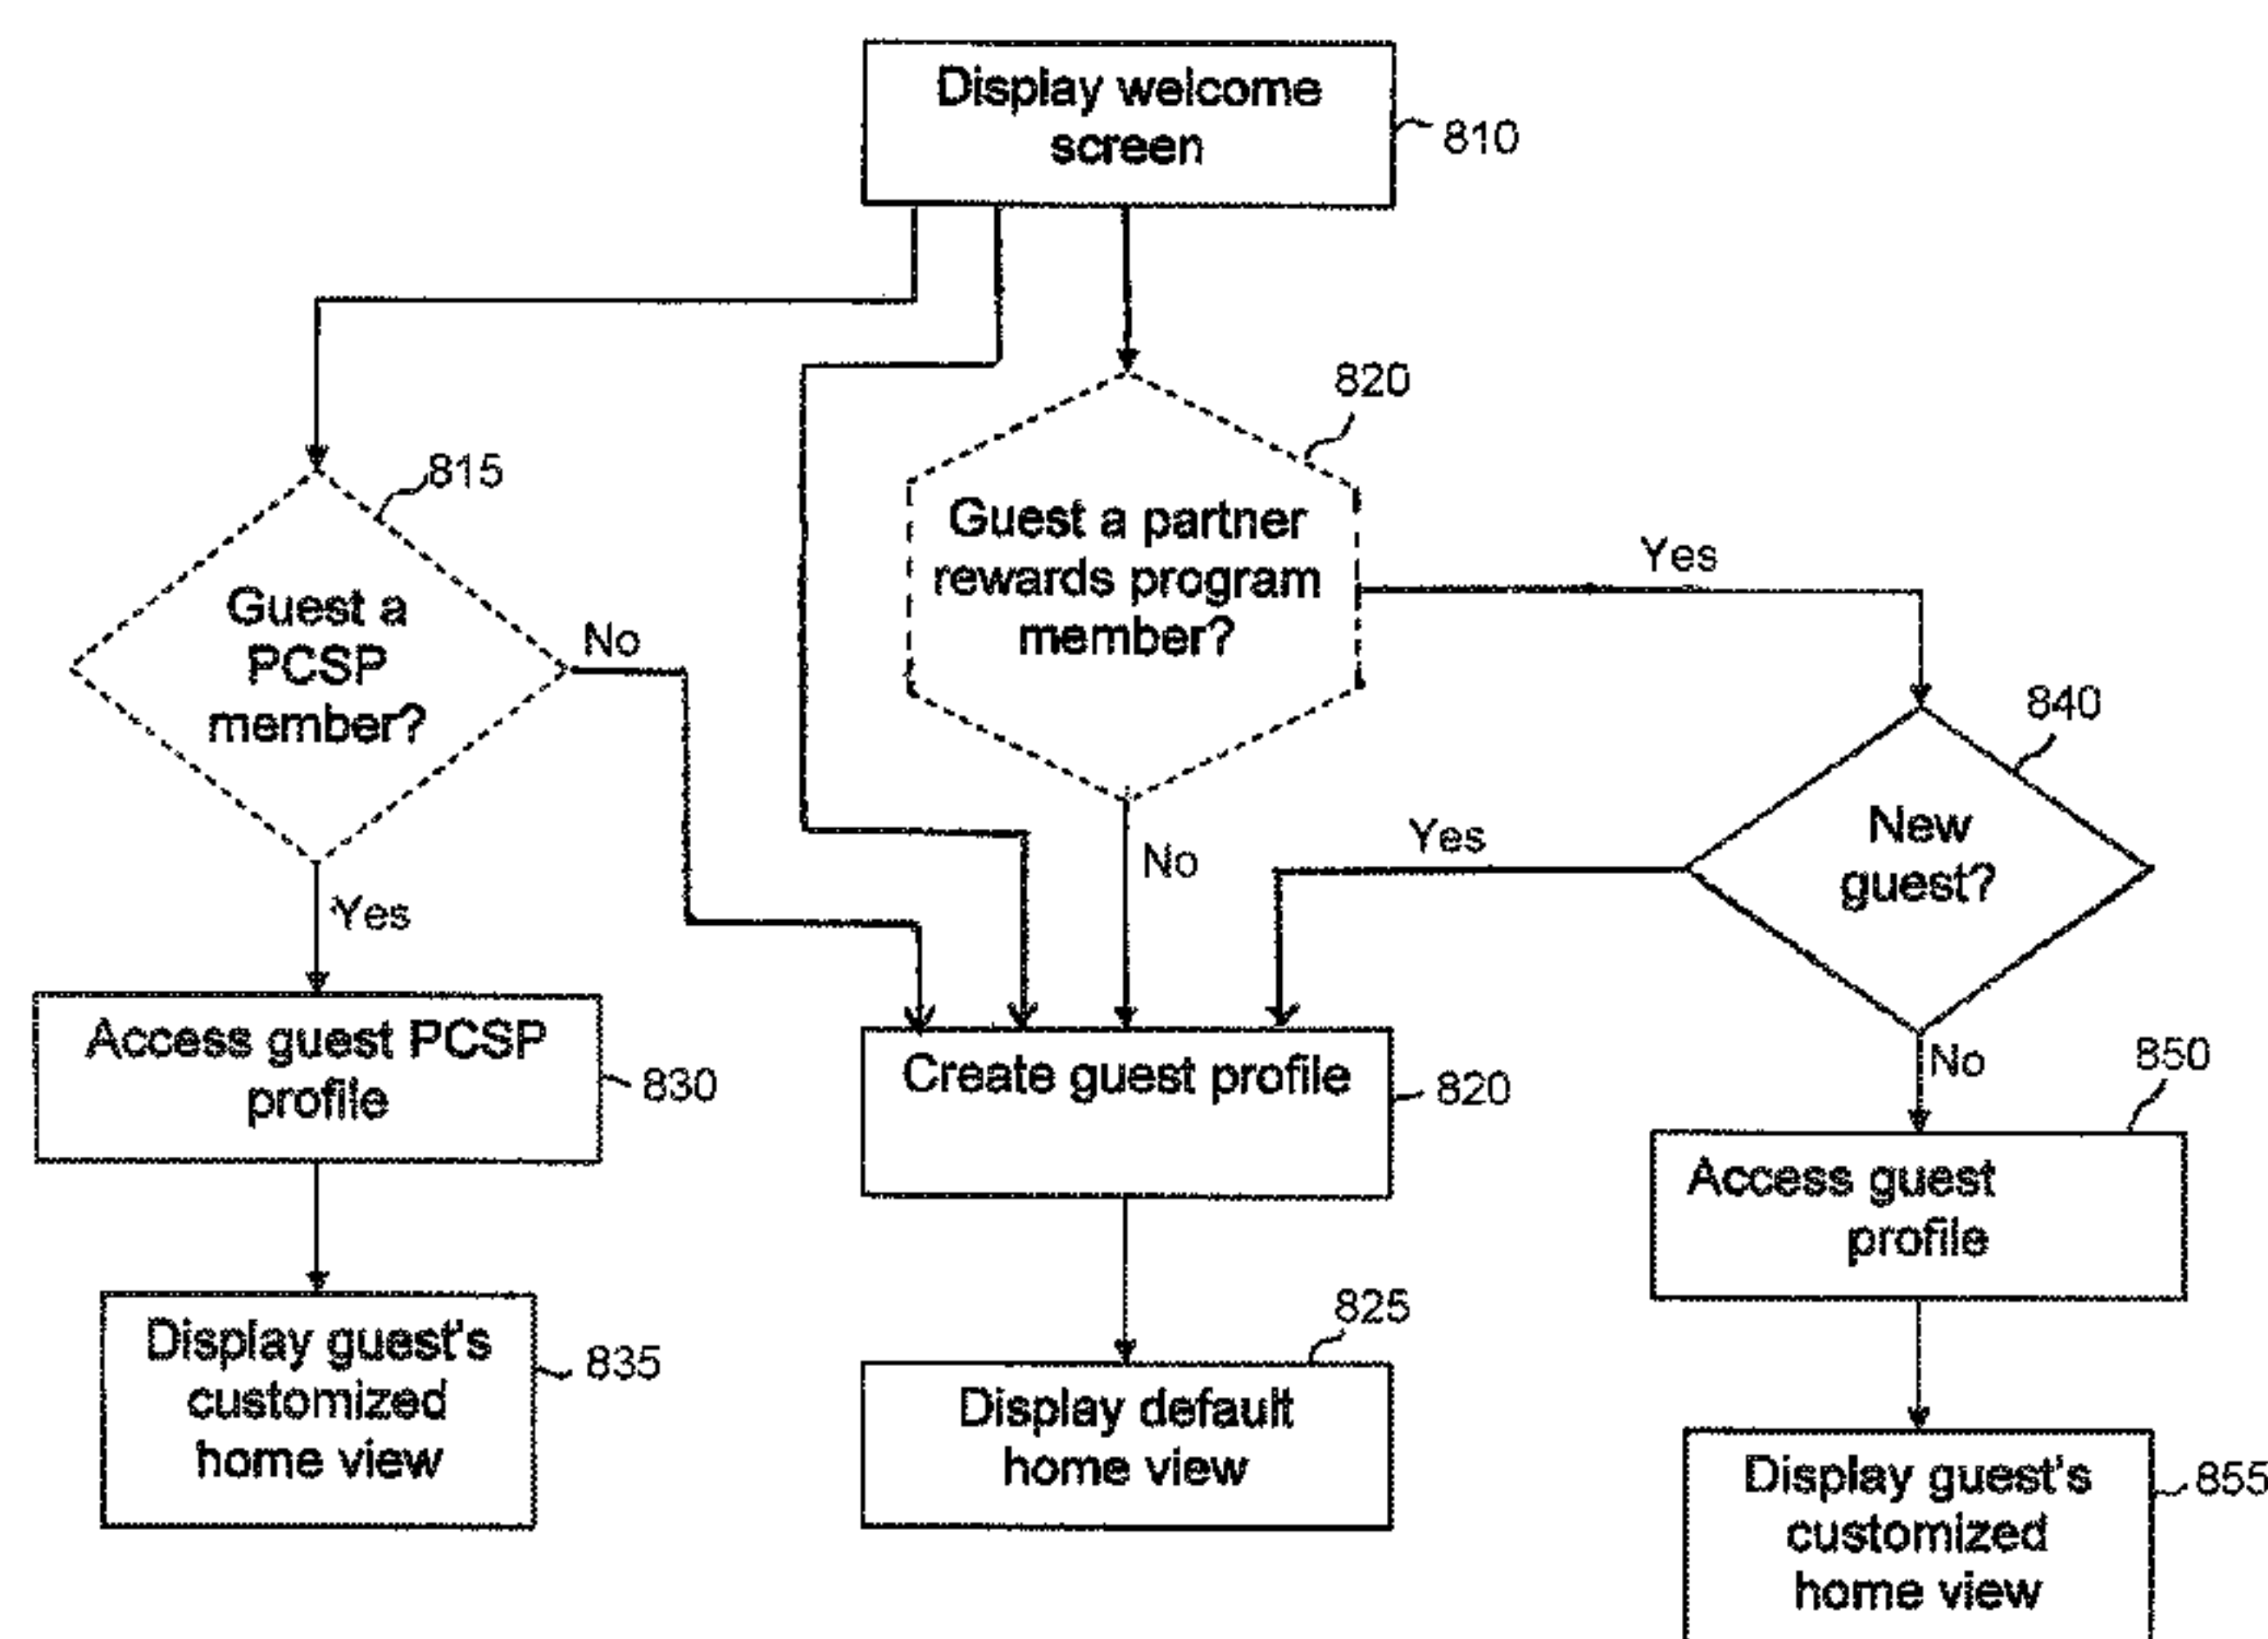 Display welcome
screen
810
820
815
Guest a partner
rewards program
member?
Yes
Guest a
PCSP
member?
No
840
New
guest?
Yes
No
Yes
No
850
Access guest PCSP
profile
830
Create guest profile
820
Access guest
profile
Display guest's
customized
home view
835
825
Display default
home view
Display guest's
customized
home view
855